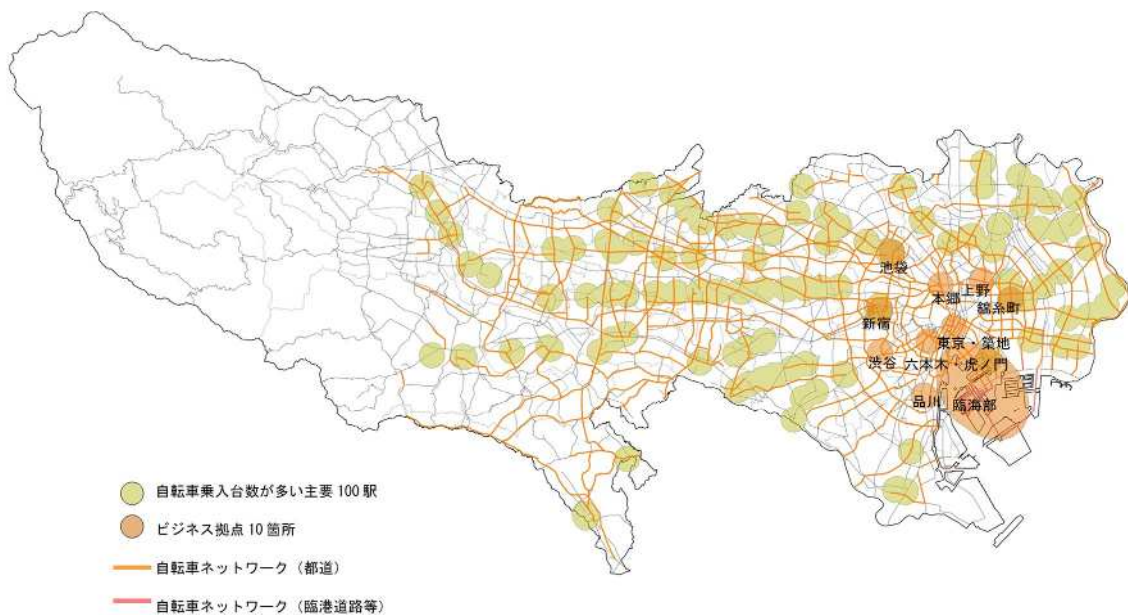 池袋
本郷
上野
錦糸町
新宿
東京・築地
渋谷
六本木・虎ノ門
品川
臨海部
自転車乗入台数が多い主要100駅
ビジネス拠点10箇所
自転車ネットワーク(都道)
自転車ネットワーク(臨港道路等)